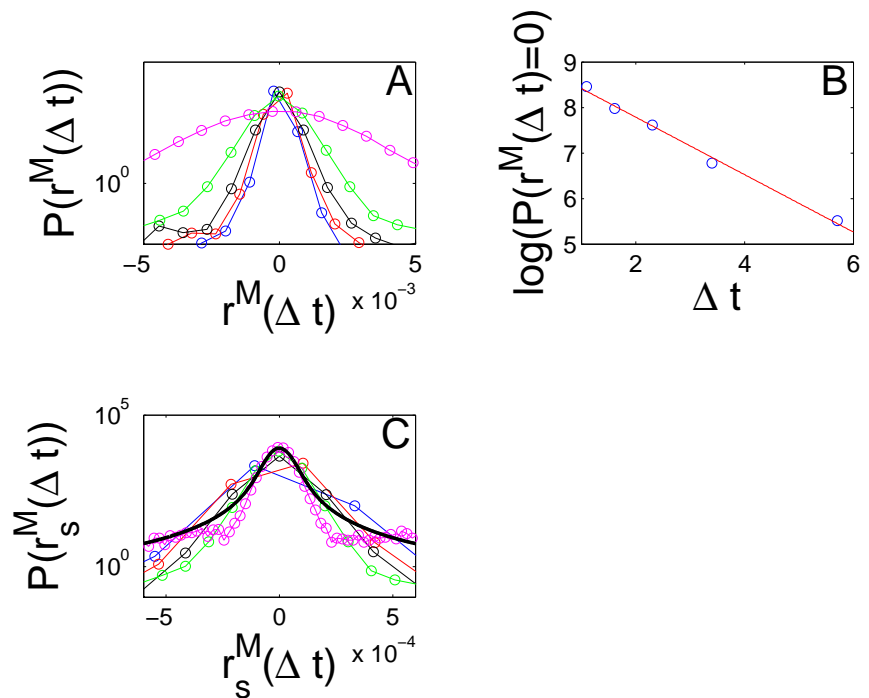 A
P(r^M(Δ t))
10^0
−5
0
5
x 10^−3
r^M(Δ t)
B
log(P(r^M(Δ t)=0)
9
8
7
6
5
2
4
6
Δ t
C
P(r_s^M(Δ t))
10^5
10^0
−5
0
5
x 10^−4
r_s^M(Δ t)